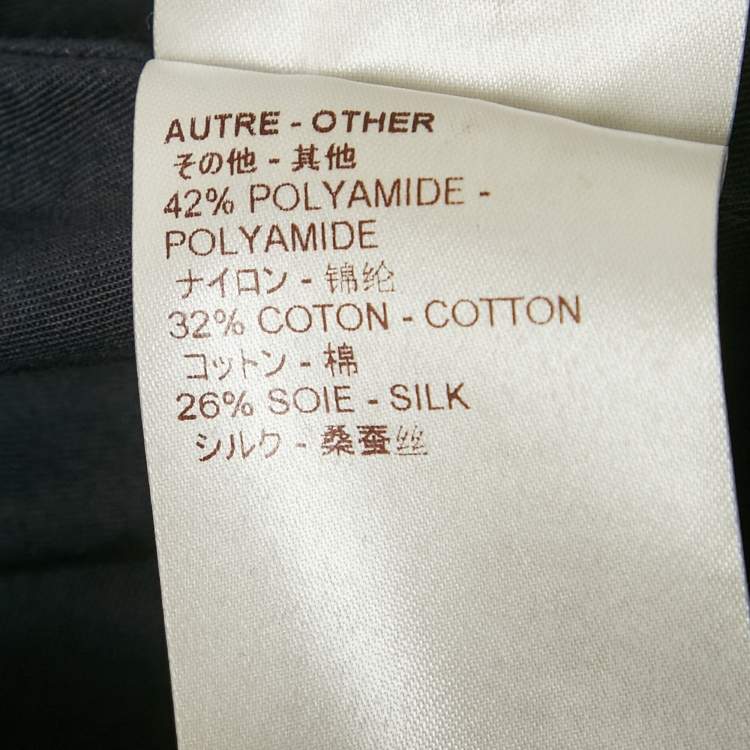 AUTRE - OTHER
その他 - 其他
42% POLYAMIDE -
POLYAMIDE
ナイロン - 锦纶
32% COTON - COTTON
コットン - 棉
26% SOIE - SILK
シルク - 桑蚕丝